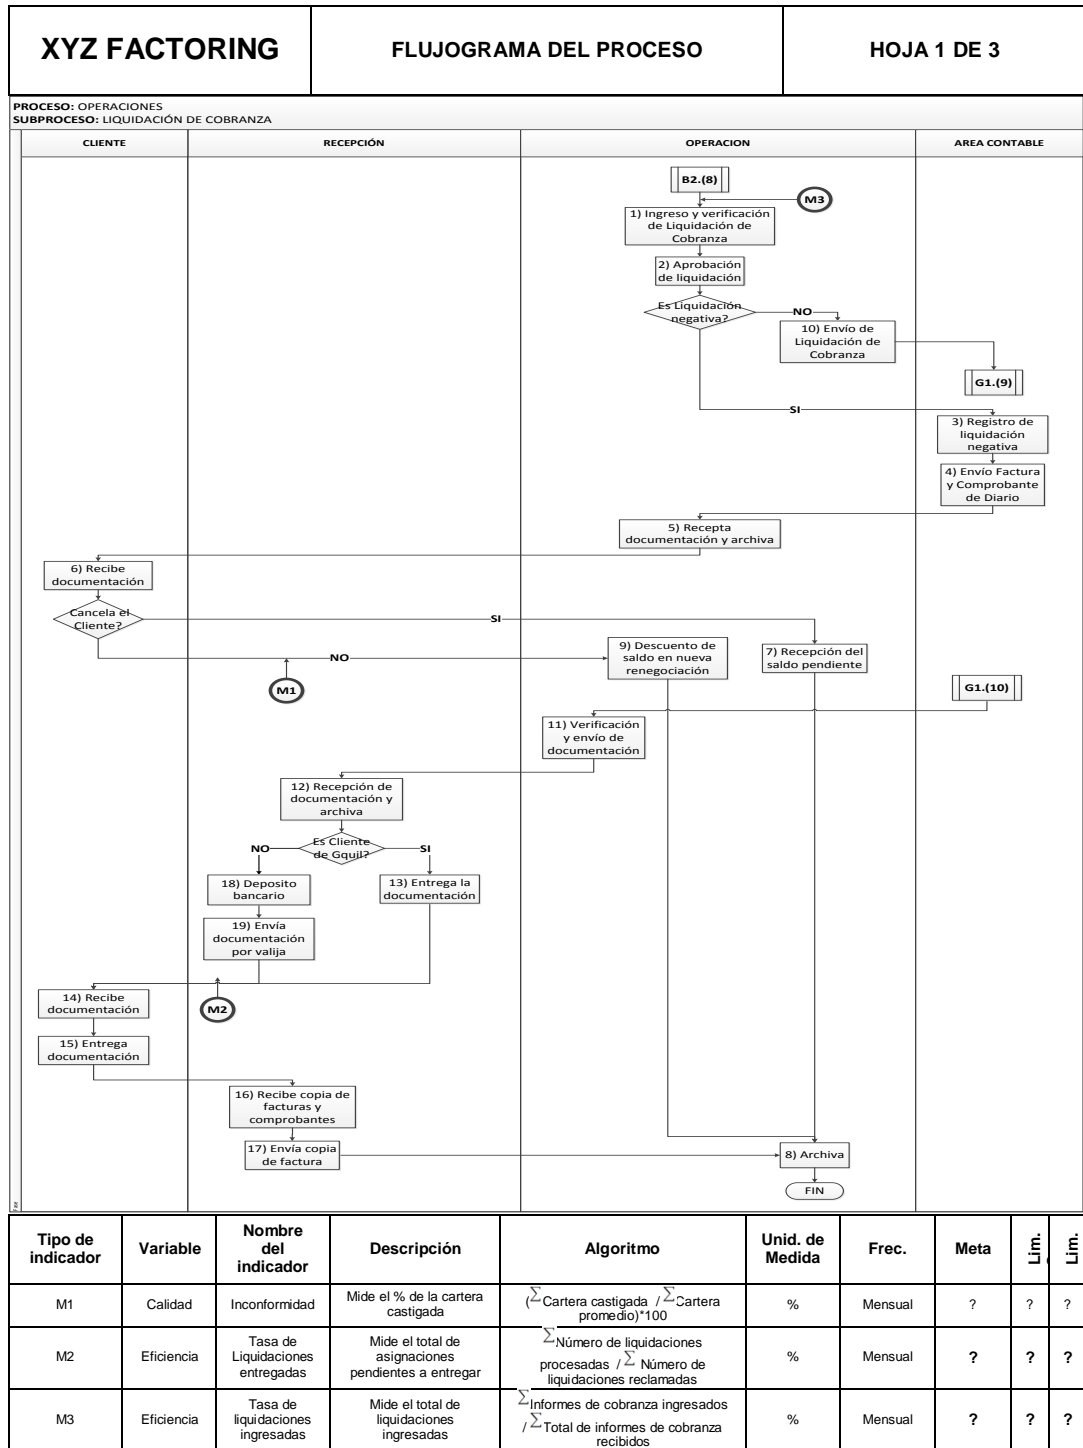 XYZ FACTORING
FLUJOGRAMA DEL PROCESO
HOJA 1 DE 3
PROCESO: OPERACIONES
SUBPROCESO: LIQUIDACIÓN DE COBRANZA
CLIENTE
RECEPCIÓN
OPERACION
AREA CONTABLE
B2.(8)
M3
1) Ingreso y verificación
de Liquidación de
Cobranza
2) Aprobación
de liquidación
Es Liquidación
negativa?
NO
10) Envío de
Liquidación de
Cobranza
G1.(9)
SI
3) Registro de
liquidación
negativa
4) Envío Factura
y Comprobante
de Diario
5) Recepta
documentación y archiva
6) Recibe
documentación
Cancela el
Cliente?
SI
NO
M1
9) Descuento de
saldo en nueva
renegociación
7) Recepción del
saldo pendiente
G1.(10)
11) Verificación
y envío de
documentación
12) Recepción de
documentación y
archiva
Es Cliente
de Gquil?
NO
SI
18) Deposito
bancario
13) Entrega la
documentación
19) Envía
documentación
por valija
M2
14) Recibe
documentación
15) Entrega
documentación
16) Recibe copia de
facturas y
comprobantes
17) Envía copia
de factura
8) Archiva
FIN
Fase
Tipo de
indicador
Variable
Nombre
del
indicador
Descripción
Algoritmo
Unid. de
Medida
Frec.
Meta
Lim.
Lim.
M1
Calidad
Inconformidad
Mide el % de la cartera
castigada
(∑Cartera castigada / ∑Cartera
promedio)*100
%
Mensual
?
?
?
M2
Eficiencia
Tasa de
Liquidaciones
entregadas
Mide el total de
asignaciones
pendientes a entregar
∑Número de liquidaciones
procesadas / ∑ Número de
liquidaciones reclamadas
%
Mensual
?
?
?
M3
Eficiencia
Tasa de
liquidaciones
ingresadas
Mide el total de
liquidaciones
ingresadas
∑Informes de cobranza ingresados
/ ∑Total de informes de cobranza
recibidos
%
Mensual
?
?
?